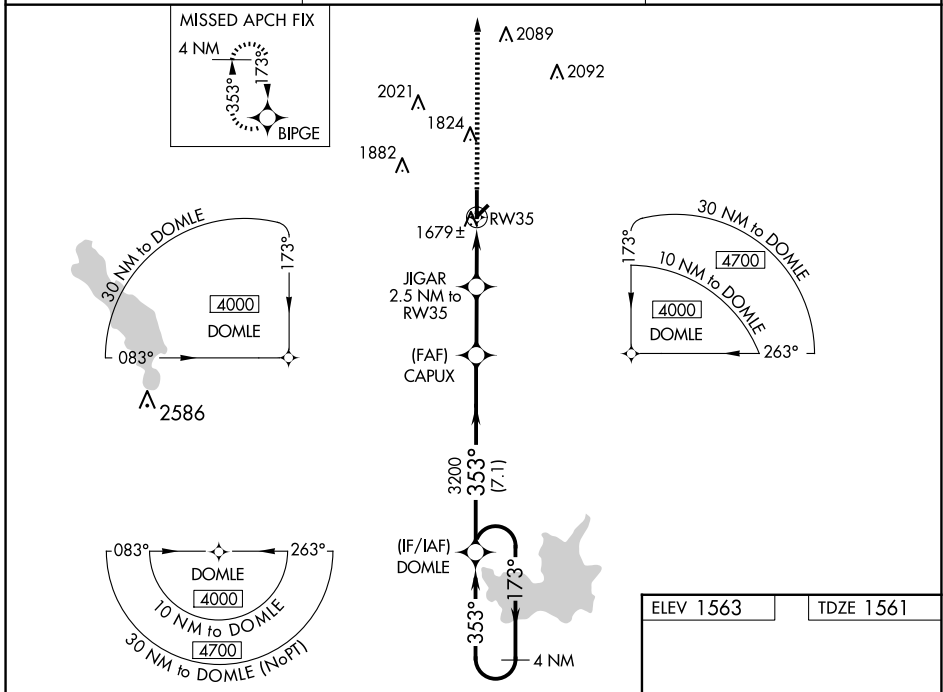 MISSED APCH FIX
4 NM
353°
173°
BIPGE
2089
2092
2021
1824
1882
RW35
1679±
JIGAR
2.5 NM to
RW35
(FAF)
CAPUX
30 NM to DOMLE
173°
4000
DOMLE
083°
2586
30 NM to DOMLE
4700
10 NM to DOMLE
173°
4000
DOMLE
263°
3200
353°
(7.1)
(IF/IAF)
DOMLE
173°
353°
4 NM
083°
263°
DOMLE
4000
10 NM to DOMLE
4700
30 NM to DOMLE (NoPT)
ELEV 1563
TDZE 1561